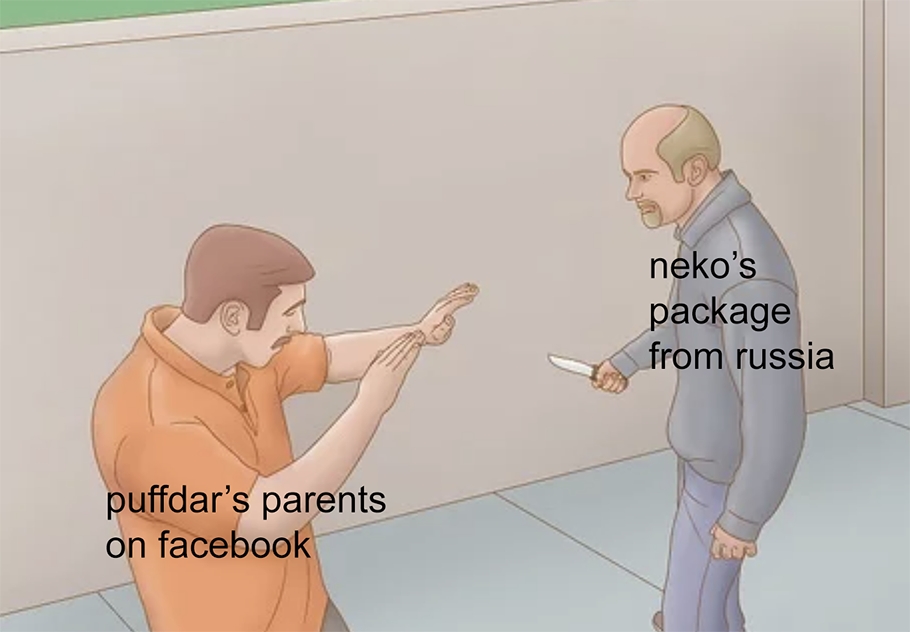 neko’s
package
from russia
puffdar’s parents
on facebook